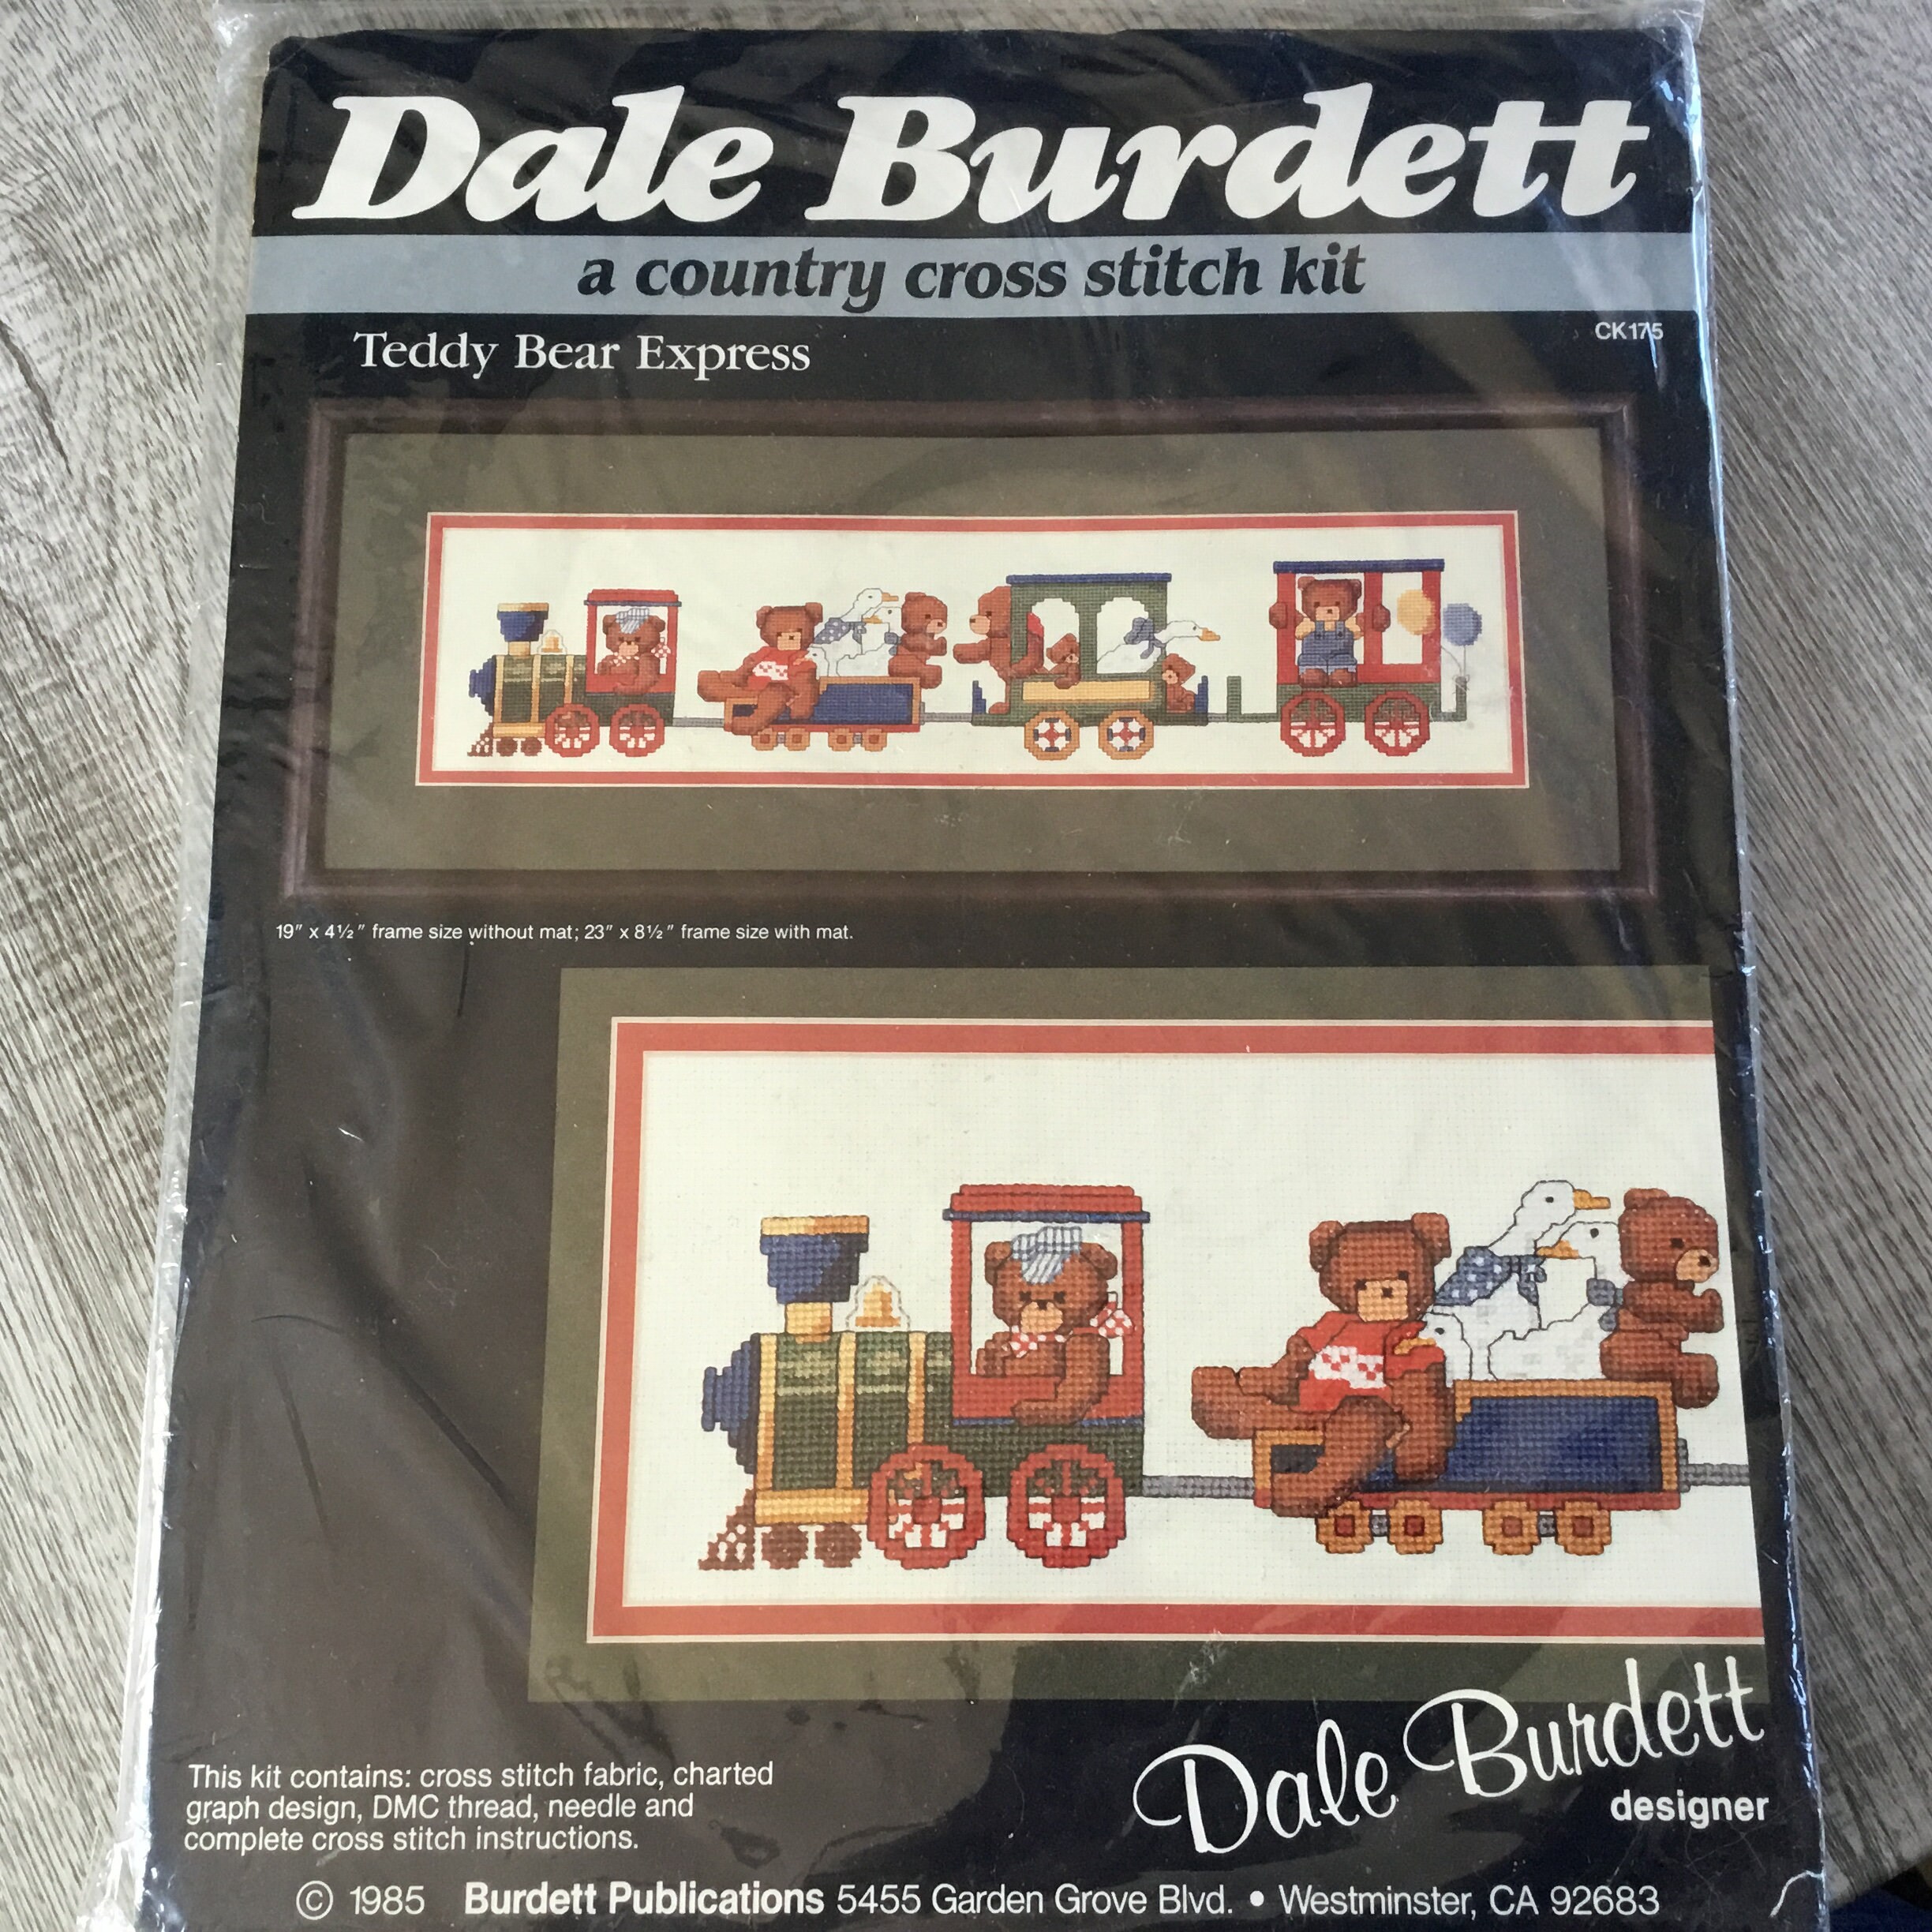 Dale Burdett
a country cross stitch kit
Teddy Bear Express
CK175
19" x 4½" frame size without mat; 23" x 8½" frame size with mat.
Dale Burdett
designer
This kit contains: cross stitch fabric, charted
graph design, DMC thread, needle and
complete cross stitch instructions.
© 1985 Burdett Publications 5455 Garden Grove Blvd. • Westminster, CA 92683